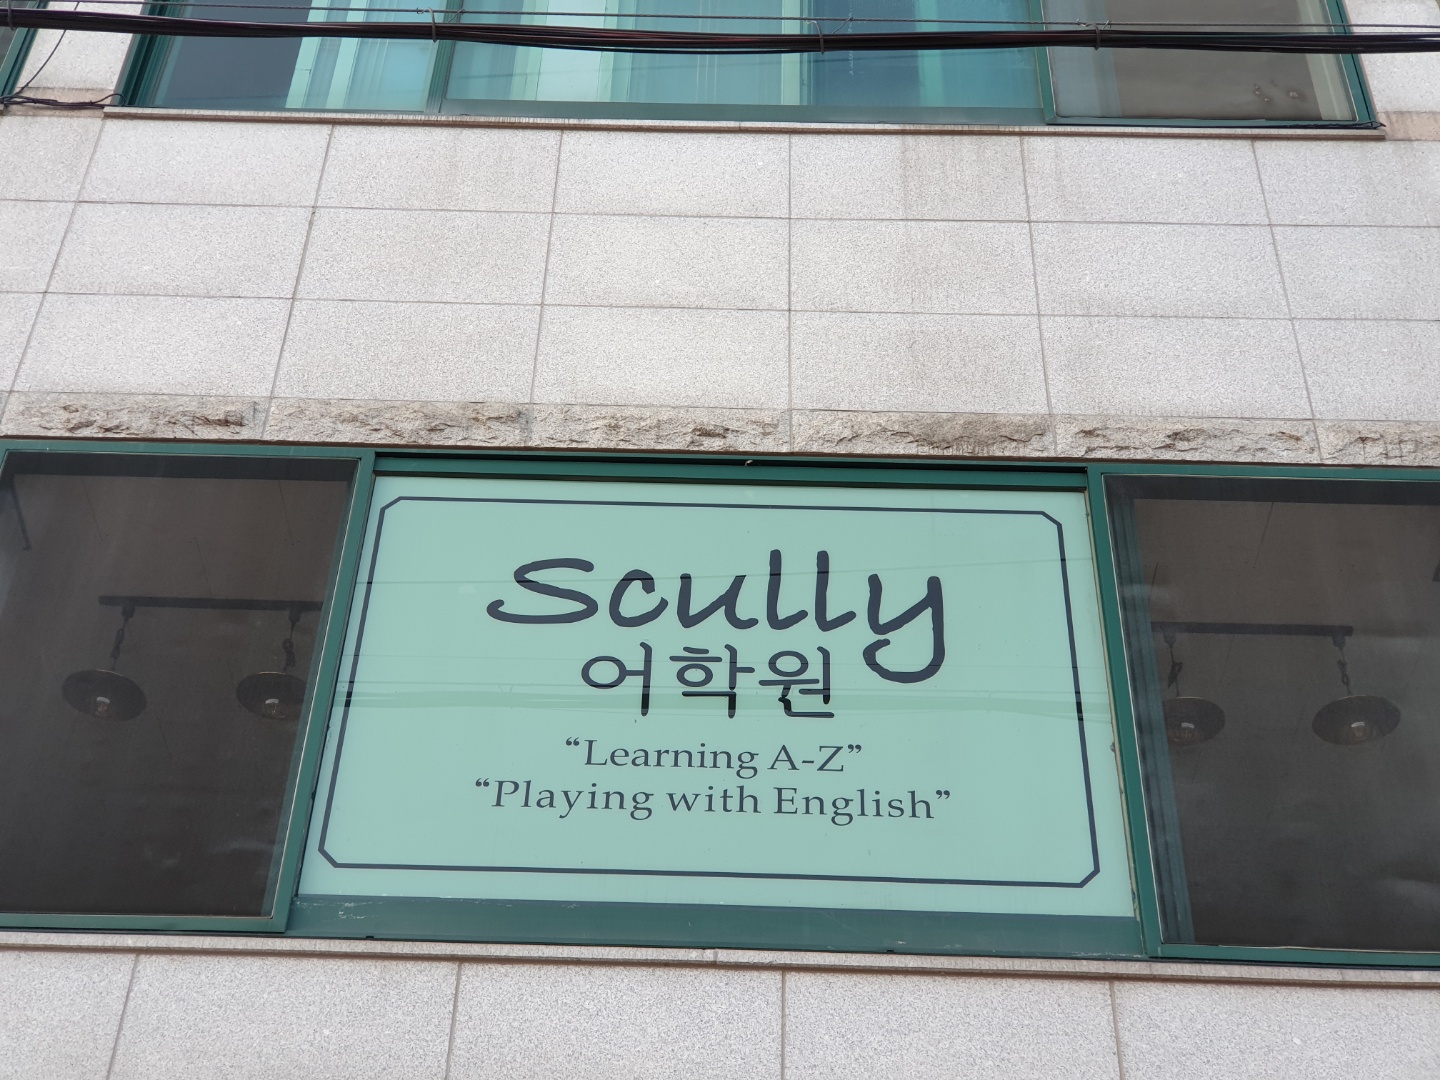 Scully
어학원
“Learning A-Z”
“Playing with English”